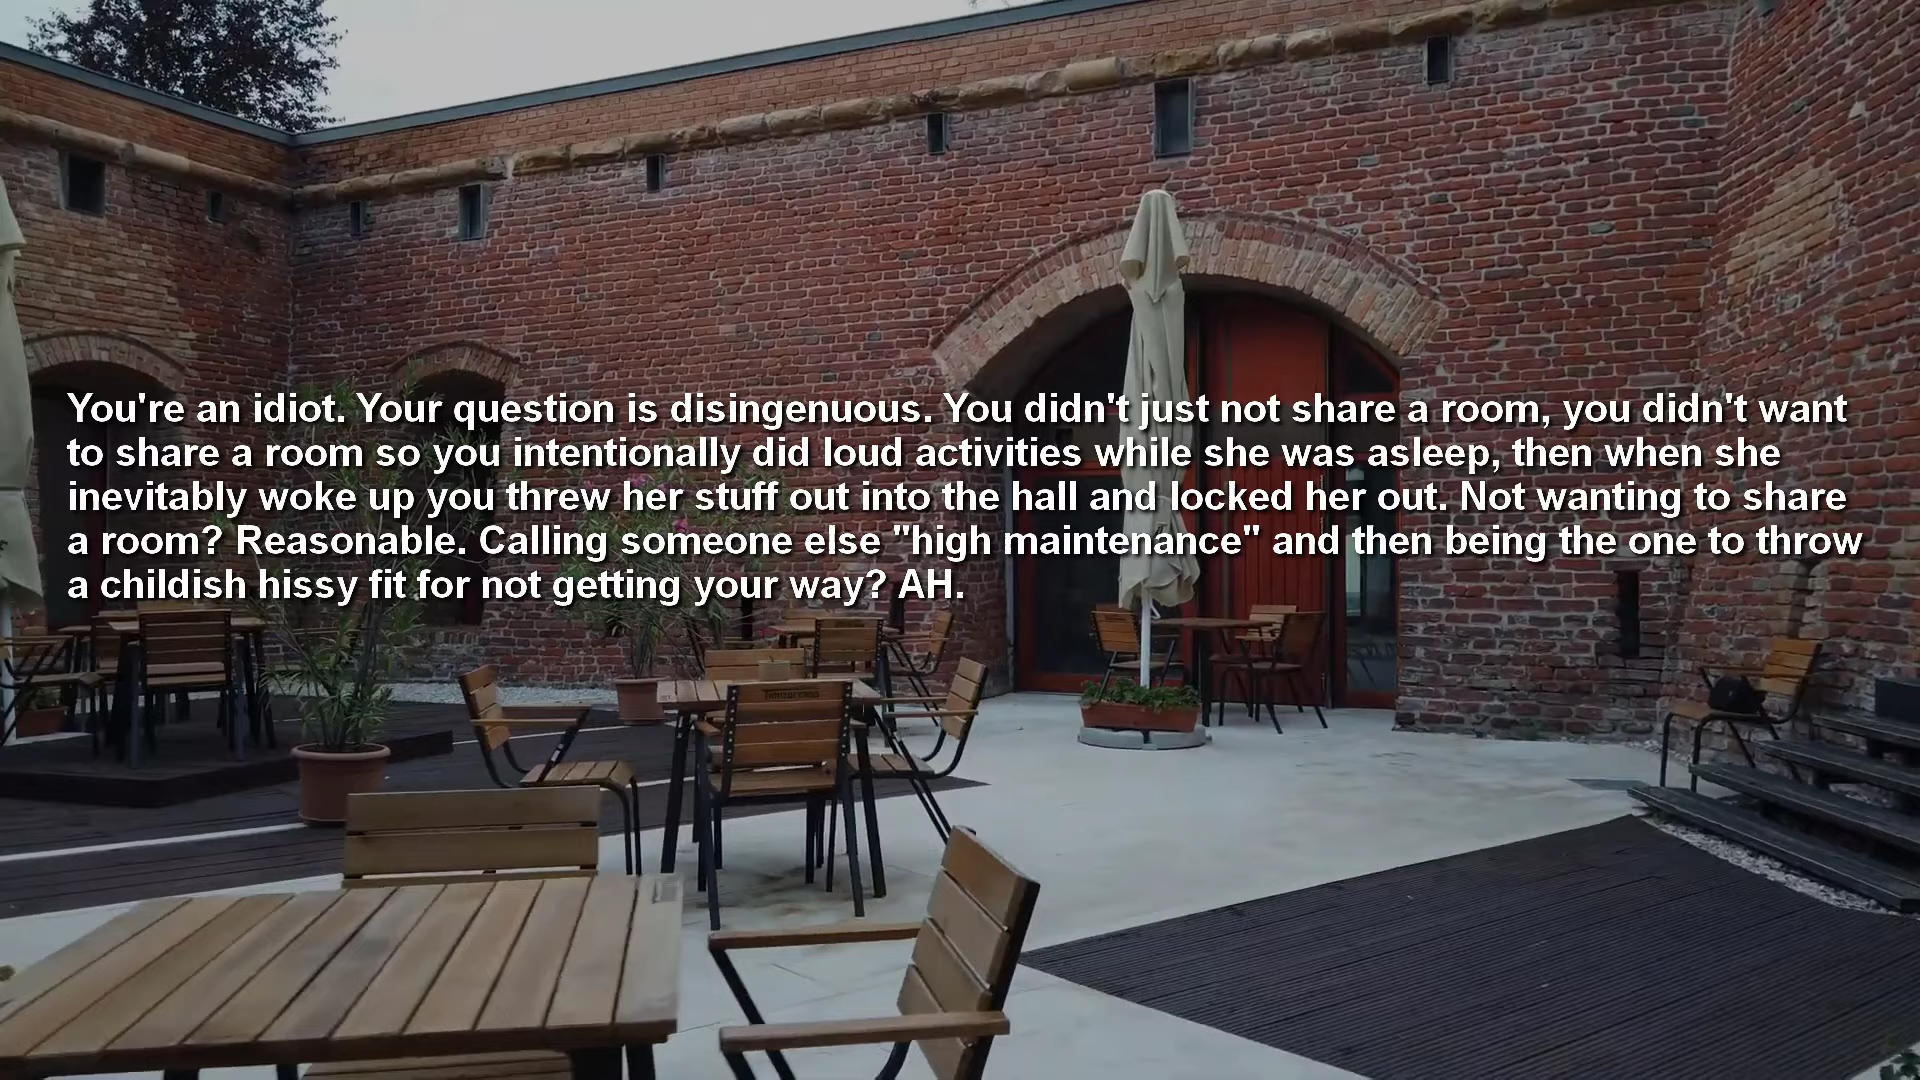 You're an idiot. Your question is disingenuous. You didn't just not share a room, you didn't want
to share a room so you intentionally did loud activities while she was asleep, then when she
inevitably woke up you threw her stuff out into the hall and locked her out. Not wanting to share
a room? Reasonable. Calling someone else "high maintenance" and then being the one to throw
a childish hissy fit for not getting your way? AH.